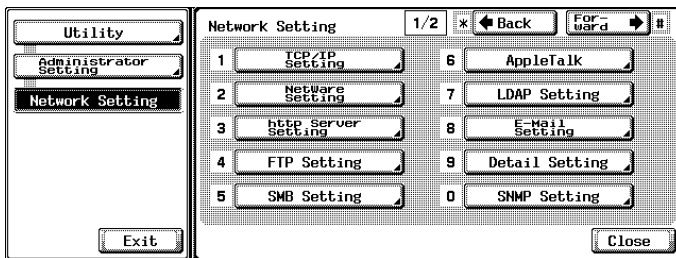 Utility
Administrator
Setting
Network Setting
Exit
Network Setting
1/2
* Back
For-
ward #
1 TCP/IP
Setting
2 NetWare
Setting
3 http Server
Setting
4 FTP Setting
5 SMB Setting
6 AppleTalk
7 LDAP Setting
8 E-Mail
Setting
9 Detail Setting
0 SNMP Setting
Close